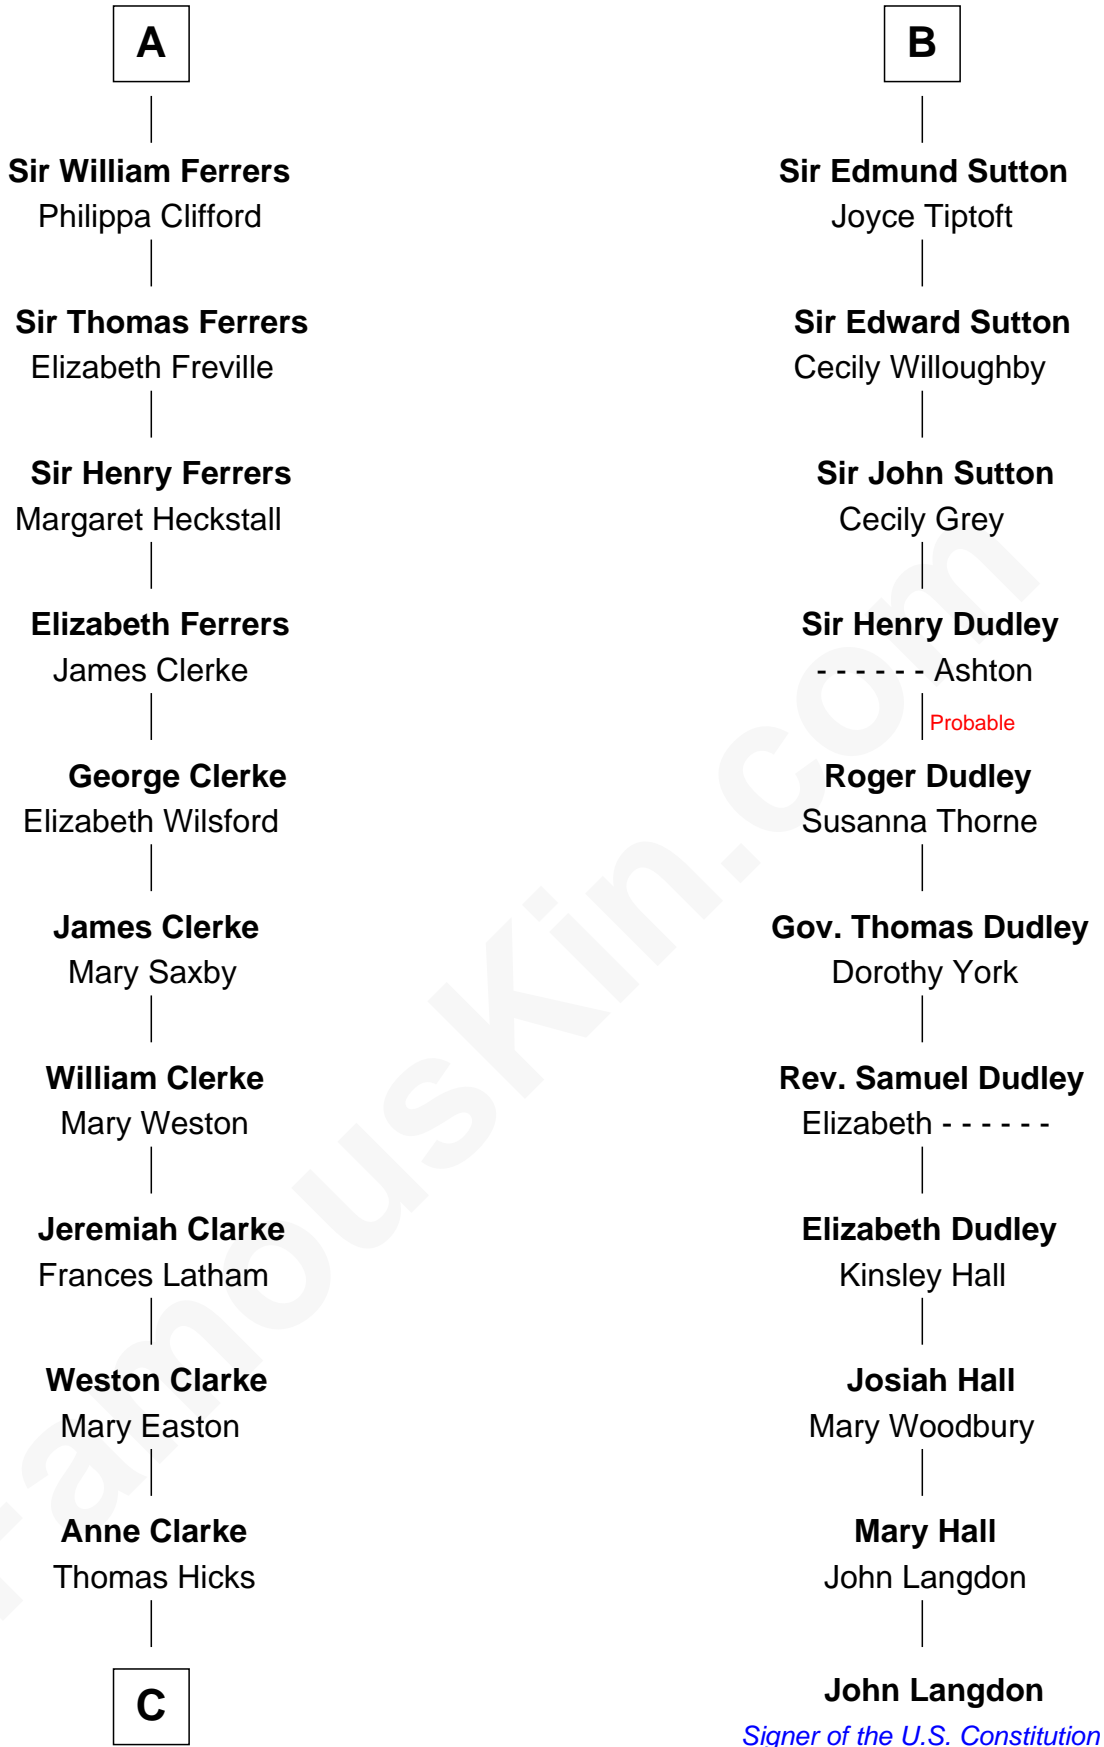 A
Sir William Ferrers
Philippa Clifford
Sir Thomas Ferrers
Elizabeth Freville
Sir Henry Ferrers
Margaret Heckstall
Elizabeth Ferrers
James Clerke
George Clerke
Elizabeth Wilsford
James Clerke
Mary Saxby
William Clerke
Mary Weston
Jeremiah Clarke
Frances Latham
Weston Clarke
Mary Easton
Anne Clarke
Thomas Hicks
C
B
Sir Edmund Sutton
Joyce Tiptoft
Sir Edward Sutton
Cecily Willoughby
Sir John Sutton
Cecily Grey
Sir Henry Dudley
- - - - - - Ashton
Probable
Roger Dudley
Susanna Thorne
Gov. Thomas Dudley
Dorothy York
Rev. Samuel Dudley
Elizabeth - - - - - -
Elizabeth Dudley
Kinsley Hall
Josiah Hall
Mary Woodbury
Mary Hall
John Langdon
John Langdon
Signer of the U.S. Constitution
FamousKin.com